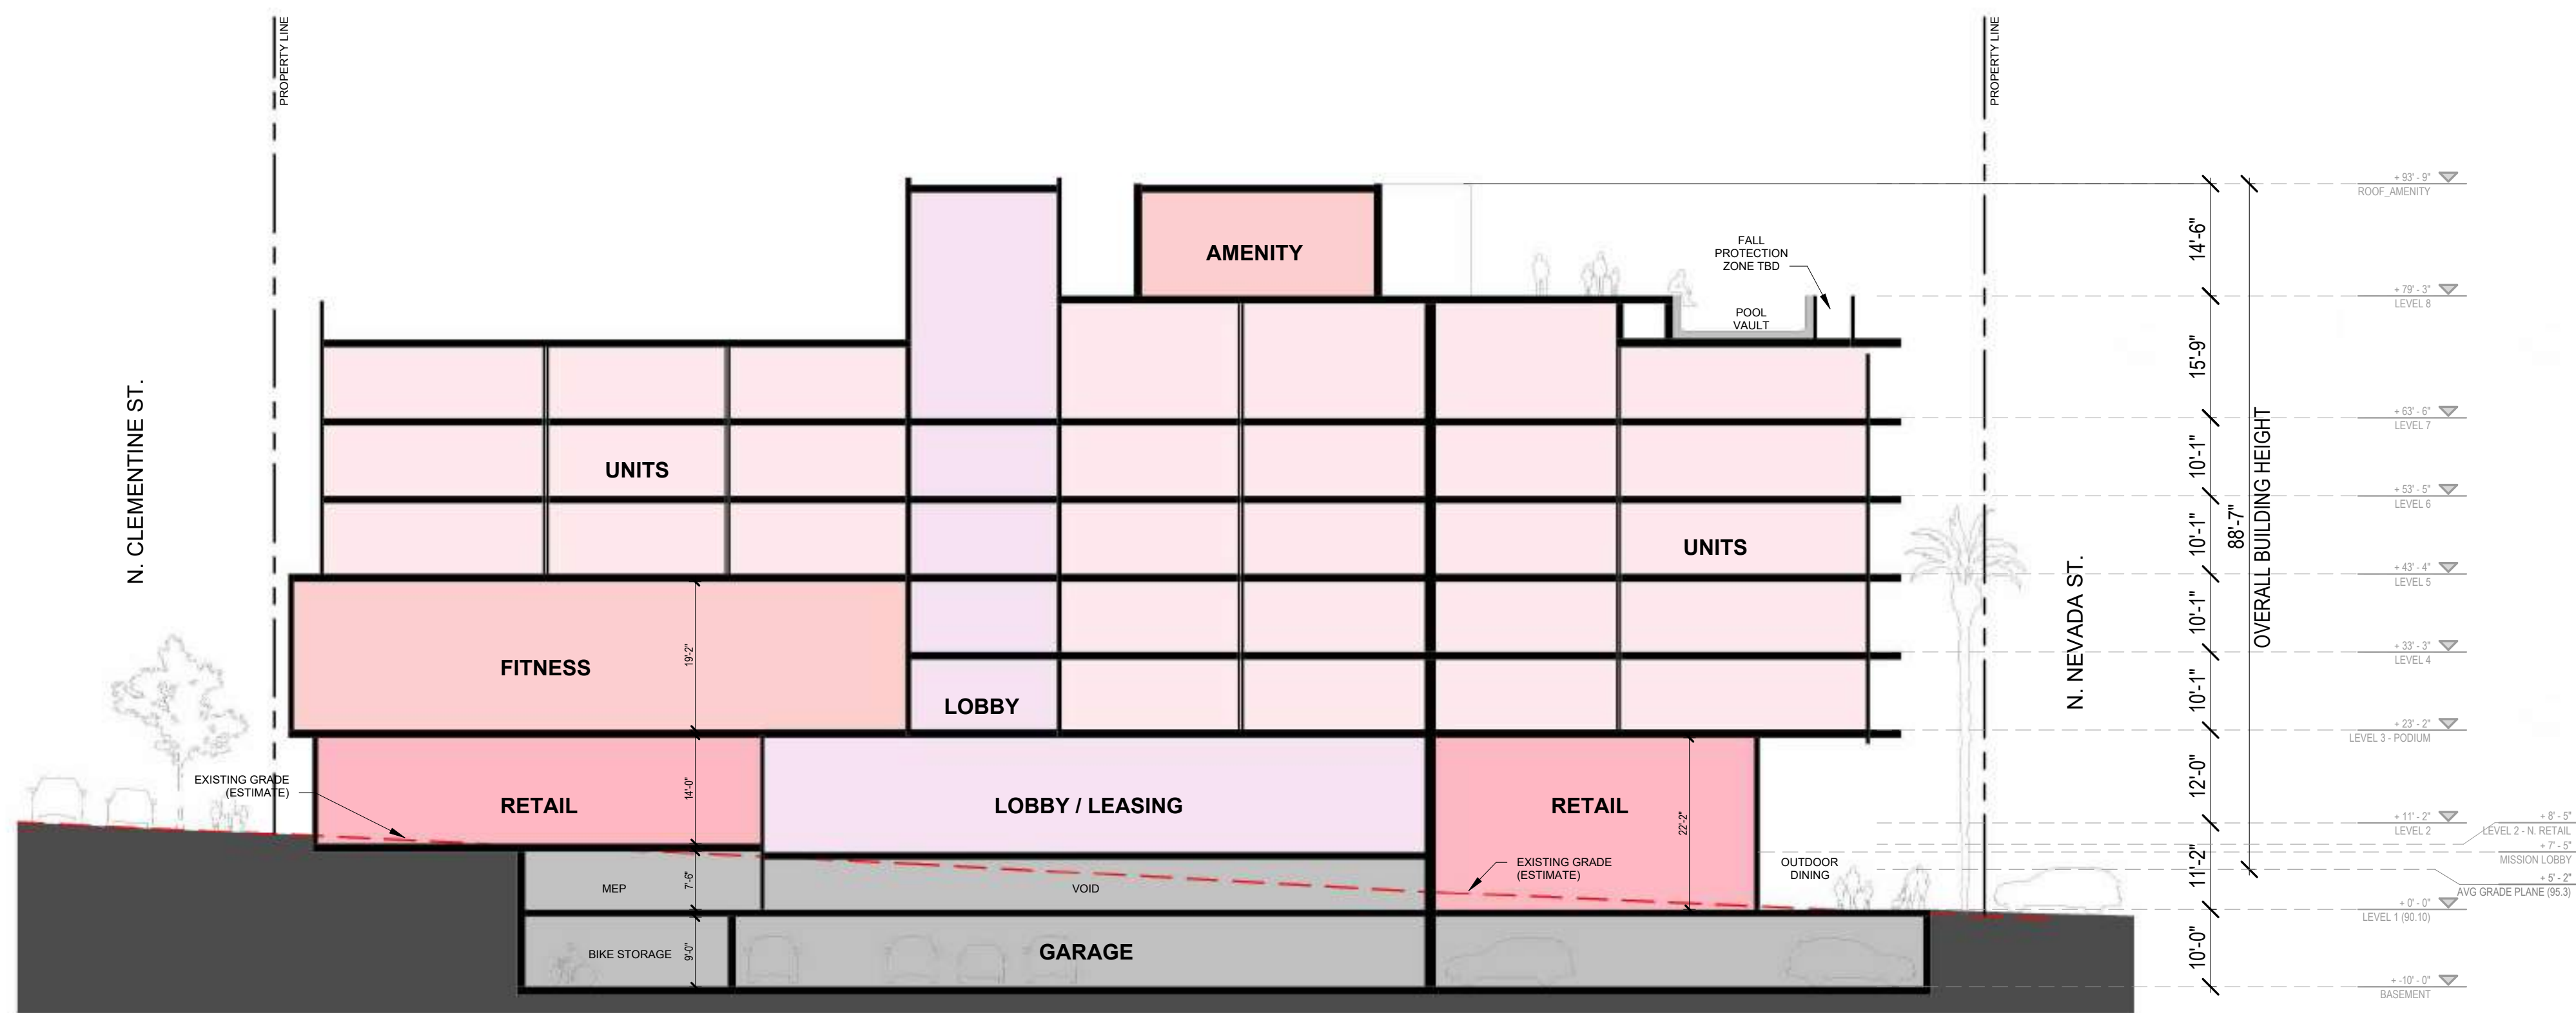 PROPERTY LINE
PROPERTY LINE
+ 93' - 9"
ROOF_AMENITY
14'-6"
AMENITY
FALL
PROTECTION
ZONE TBD
POOL
VAULT
+ 79' - 3"
LEVEL 8
15'-9"
+ 63' - 6"
LEVEL 7
N. CLEMENTINE ST.
UNITS
10'-1"
+ 53' - 5"
LEVEL 6
UNITS
10'-1"
88'-7"
OVERALL BUILDING HEIGHT
+ 43' - 4"
LEVEL 5
N. NEVADA ST.
10'-1"
FITNESS
19'-2"
+ 33' - 3"
LEVEL 4
LOBBY
10'-1"
+ 23' - 2"
LEVEL 3 - PODIUM
EXISTING GRADE
(ESTIMATE)
RETAIL
14'-0"
LOBBY / LEASING
RETAIL
22'-2"
12'-0"
+ 11' - 2"
LEVEL 2
+ 8' - 5"
LEVEL 2 - N. RETAIL
+ 7' - 5"
MISSION LOBBY
EXISTING GRADE
(ESTIMATE)
OUTDOOR
DINING
11'-2"
MEP
7'-6"
VOID
+ 5' - 2"
AVG GRADE PLANE (95.3)
+ 0' - 0"
LEVEL 1 (90.10)
BIKE STORAGE
9'-0"
GARAGE
10'-0"
+ -10' - 0"
BASEMENT